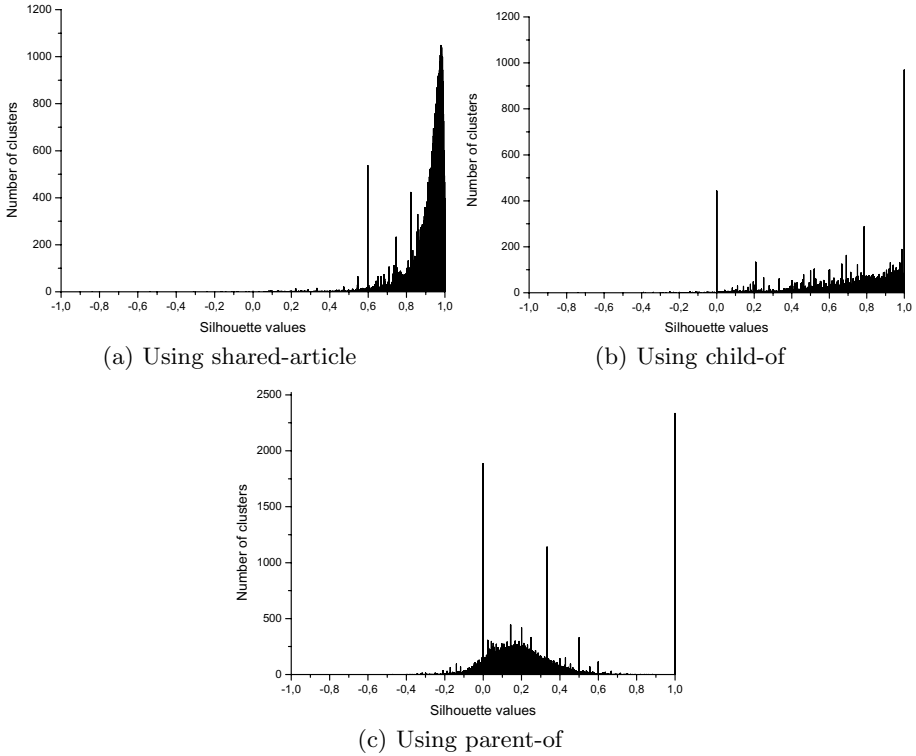 1200
1000
800
600
400
200
0
Number of clusters
-1,0 -0,8 -0,6 -0,4 -0,2 0,0 0,2 0,4 0,6 0,8 1,0
Silhouette values
(a) Using shared-article
1200
1000
800
600
400
200
0
Number of clusters
-1,0 -0,8 -0,6 -0,4 -0,2 0,0 0,2 0,4 0,6 0,8 1,0
Silhouette values
(b) Using child-of
2500
2000
1500
1000
500
0
Number of clusters
-1,0 -0,8 -0,6 -0,4 -0,2 0,0 0,2 0,4 0,6 0,8 1,0
Silhouette values
(c) Using parent-of